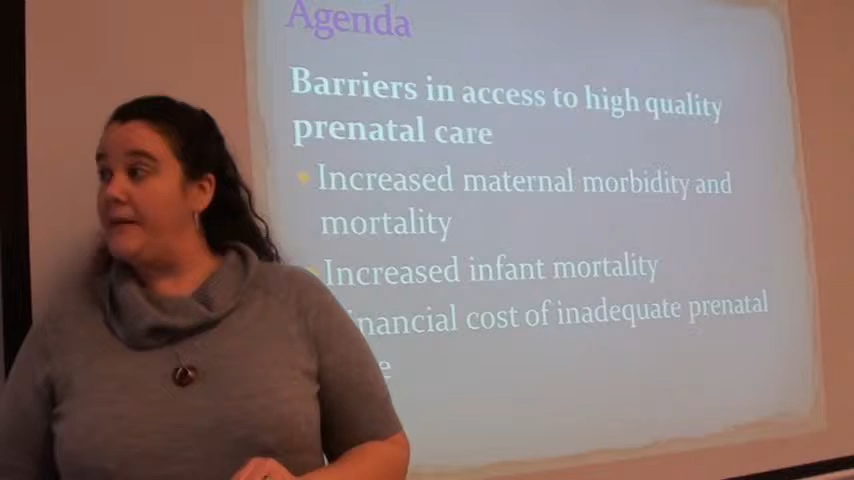 Agenda
Barriers in access to high quality
prenatal care
Increased maternal morbidity and
mortality
Increased infant mortality
nancial cost of inadequate prenatal
e